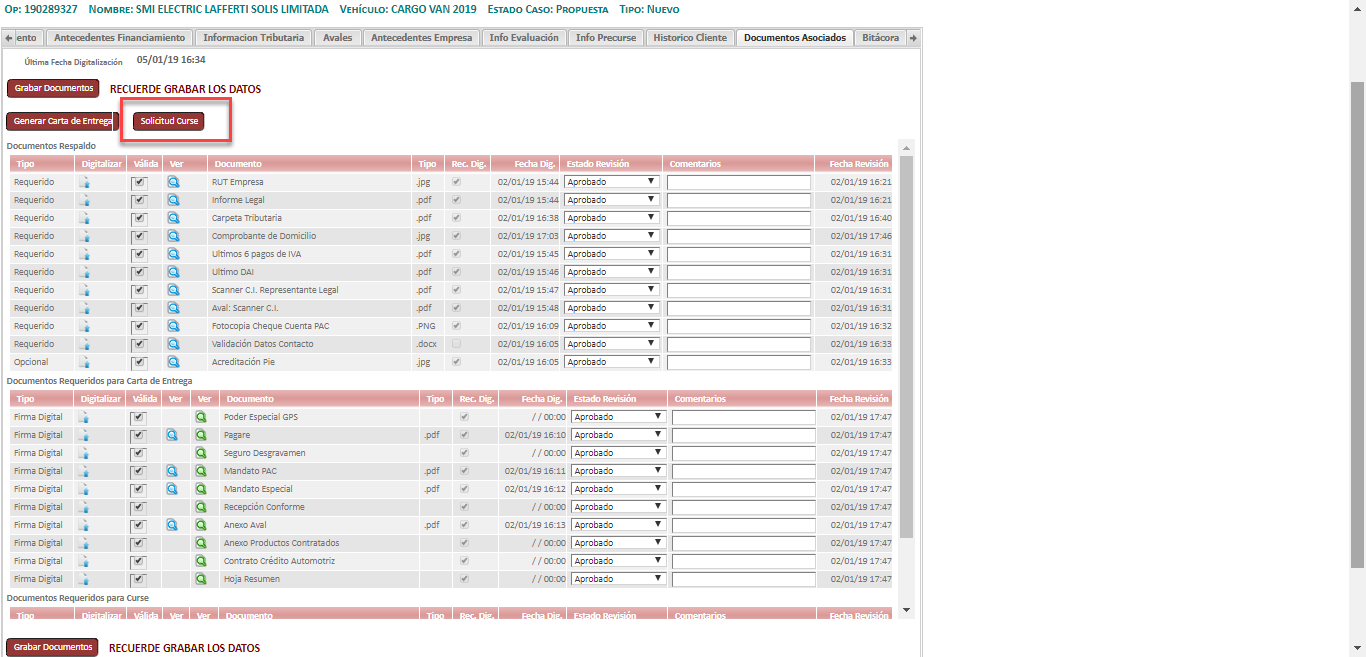 OP: 190289327 NOMBRE: SMI ELECTRIC LAFFERTI SOLIS LIMITADA VEHÍCULO: CARGO VAN 2019 ESTADO CASO: PROPUESTA TIPO: NUEVO
ento Antecedentes Financiamiento Informacion Tributaria Avales Antecedentes Empresa Info Evaluación Info Precurse Historico Cliente Documentos Asociados Bitácora
Última Fecha Digitalización 05/01/19 16:34
Grabar Documentos RECUERDE GRABAR LOS DATOS
Generar Carta de Entrega Solicitud Curse
Documentos Respaldo
Tipo Digitalizar Válida Ver Documento Tipo Rec. Dig. Fecha Dig. Estado Revisión Comentarios Fecha Revisión
Requerido RUT Empresa .jpg 02/01/19 15:44 Aprobado 02/01/19 16:21
Requerido Informe Legal .pdf 02/01/19 15:44 Aprobado 02/01/19 16:21
Requerido Carpeta Tributaria .pdf 02/01/19 16:38 Aprobado 02/01/19 16:40
Requerido Comprobante de Domicilio .jpg 02/01/19 17:03 Aprobado 02/01/19 17:46
Requerido Ultimos 6 pagos de IVA .pdf 02/01/19 15:45 Aprobado 02/01/19 16:31
Requerido Ultimo DAI .pdf 02/01/19 15:46 Aprobado 02/01/19 16:31
Requerido Scanner C.I. Representante Legal .pdf 02/01/19 15:47 Aprobado 02/01/19 16:31
Requerido Aval: Scanner C.I. .pdf 02/01/19 15:48 Aprobado 02/01/19 16:31
Requerido Fotocopia Cheque Cuenta PAC .PNG 02/01/19 16:09 Aprobado 02/01/19 16:32
Requerido Validación Datos Contacto .docx 02/01/19 16:05 Aprobado 02/01/19 16:33
Opcional Acreditación Pie .jpg 02/01/19 16:05 Aprobado 02/01/19 16:33
Documentos Requeridos para Carta de Entrega
Tipo Digitalizar Válida Ver Ver Documento Tipo Rec. Dig. Fecha Dig. Estado Revisión Comentarios Fecha Revisión
Firma Digital Poder Especial GPS / / 00:00 Aprobado 02/01/19 17:47
Firma Digital Pagare .pdf 02/01/19 16:10 Aprobado 02/01/19 17:47
Firma Digital Seguro Desgravamen / / 00:00 Aprobado 02/01/19 17:47
Firma Digital Mandato PAC .pdf 02/01/19 16:11 Aprobado 02/01/19 17:47
Firma Digital Mandato Especial .pdf 02/01/19 16:12 Aprobado 02/01/19 17:47
Firma Digital Recepción Conforme / / 00:00 Aprobado 02/01/19 17:47
Firma Digital Anexo Aval .pdf 02/01/19 16:13 Aprobado 02/01/19 17:47
Firma Digital Anexo Productos Contratados / / 00:00 Aprobado 02/01/19 17:47
Firma Digital Contrato Crédito Automotriz / / 00:00 Aprobado 02/01/19 17:47
Firma Digital Hoja Resumen / / 00:00 Aprobado 02/01/19 17:47
Documentos Requeridos para Curse
Tipo Digitalizar Válida Ver Ver Documento Tipo Rec. Dig. Fecha Dig. Estado Revisión Comentarios Fecha Revisión
Grabar Documentos RECUERDE GRABAR LOS DATOS